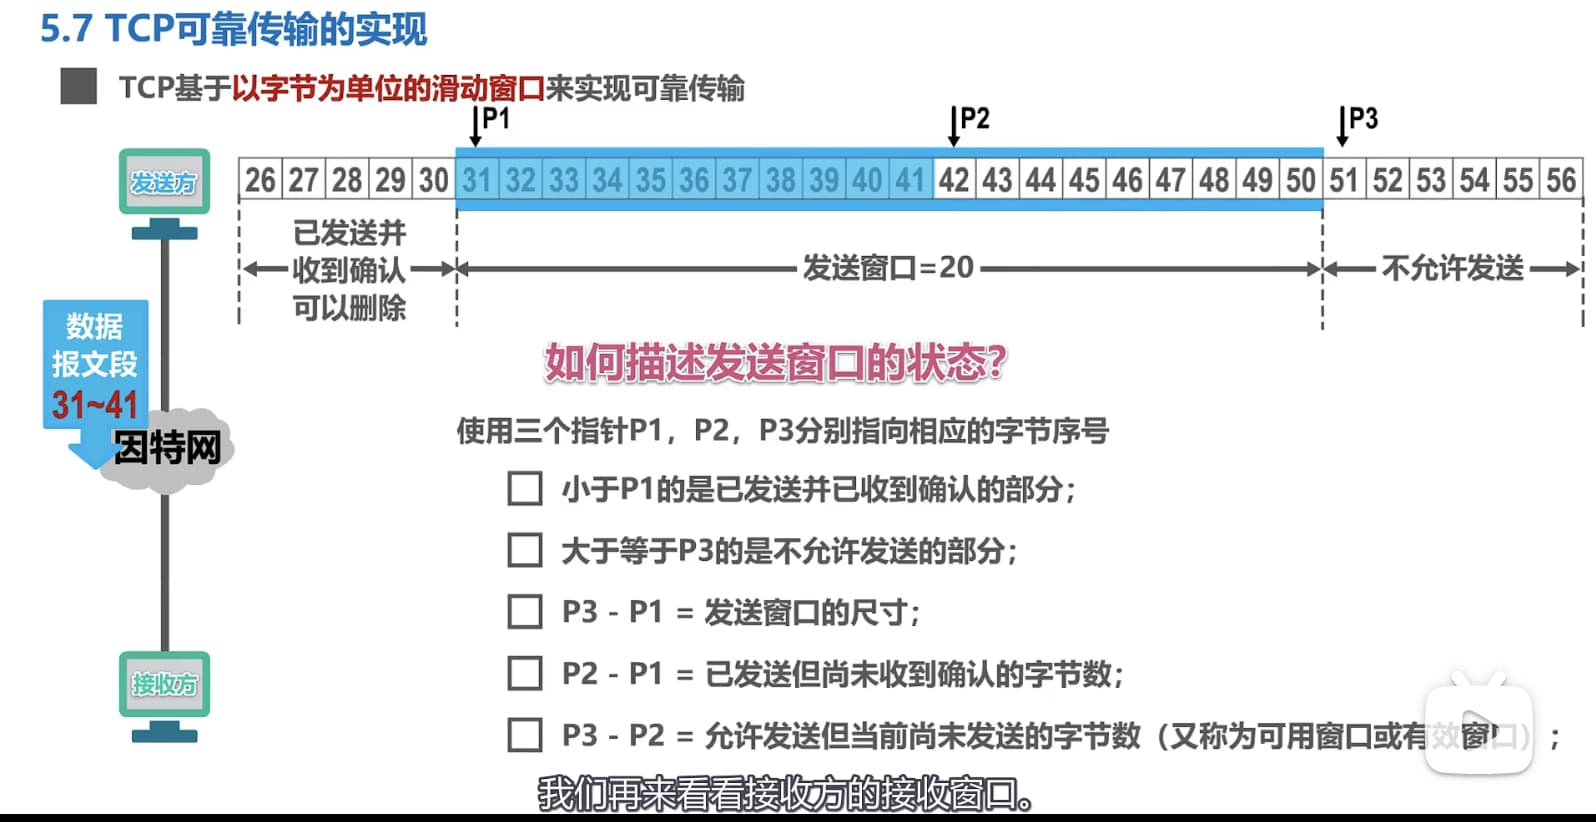 5.7 TCP可靠传输的实现
TCP基于以字节为单位的滑动窗口来实现可靠传输
P1 P2 P3
发送方
26 27 28 29 30 31 32 33 34 35 36 37 38 39 40 41 42 43 44 45 46 47 48 49 50 51 52 53 54 55 56
已发送并
收到确认
可以删除
发送窗口=20
不允许发送
数据
报文段
31~41
因特网
如何描述发送窗口的状态?
使用三个指针P1，P2，P3分别指向相应的字节序号
小于P1的是已发送并已收到确认的部分；
大于等于P3的是不允许发送的部分；
P3 - P1 = 发送窗口的尺寸；
P2 - P1 = 已发送但尚未收到确认的字节数；
P3 - P2 = 允许发送但当前尚未发送的字节数（又称为可用窗口或有效窗口）；
接收方
我们再来看看接收方的接收窗口。